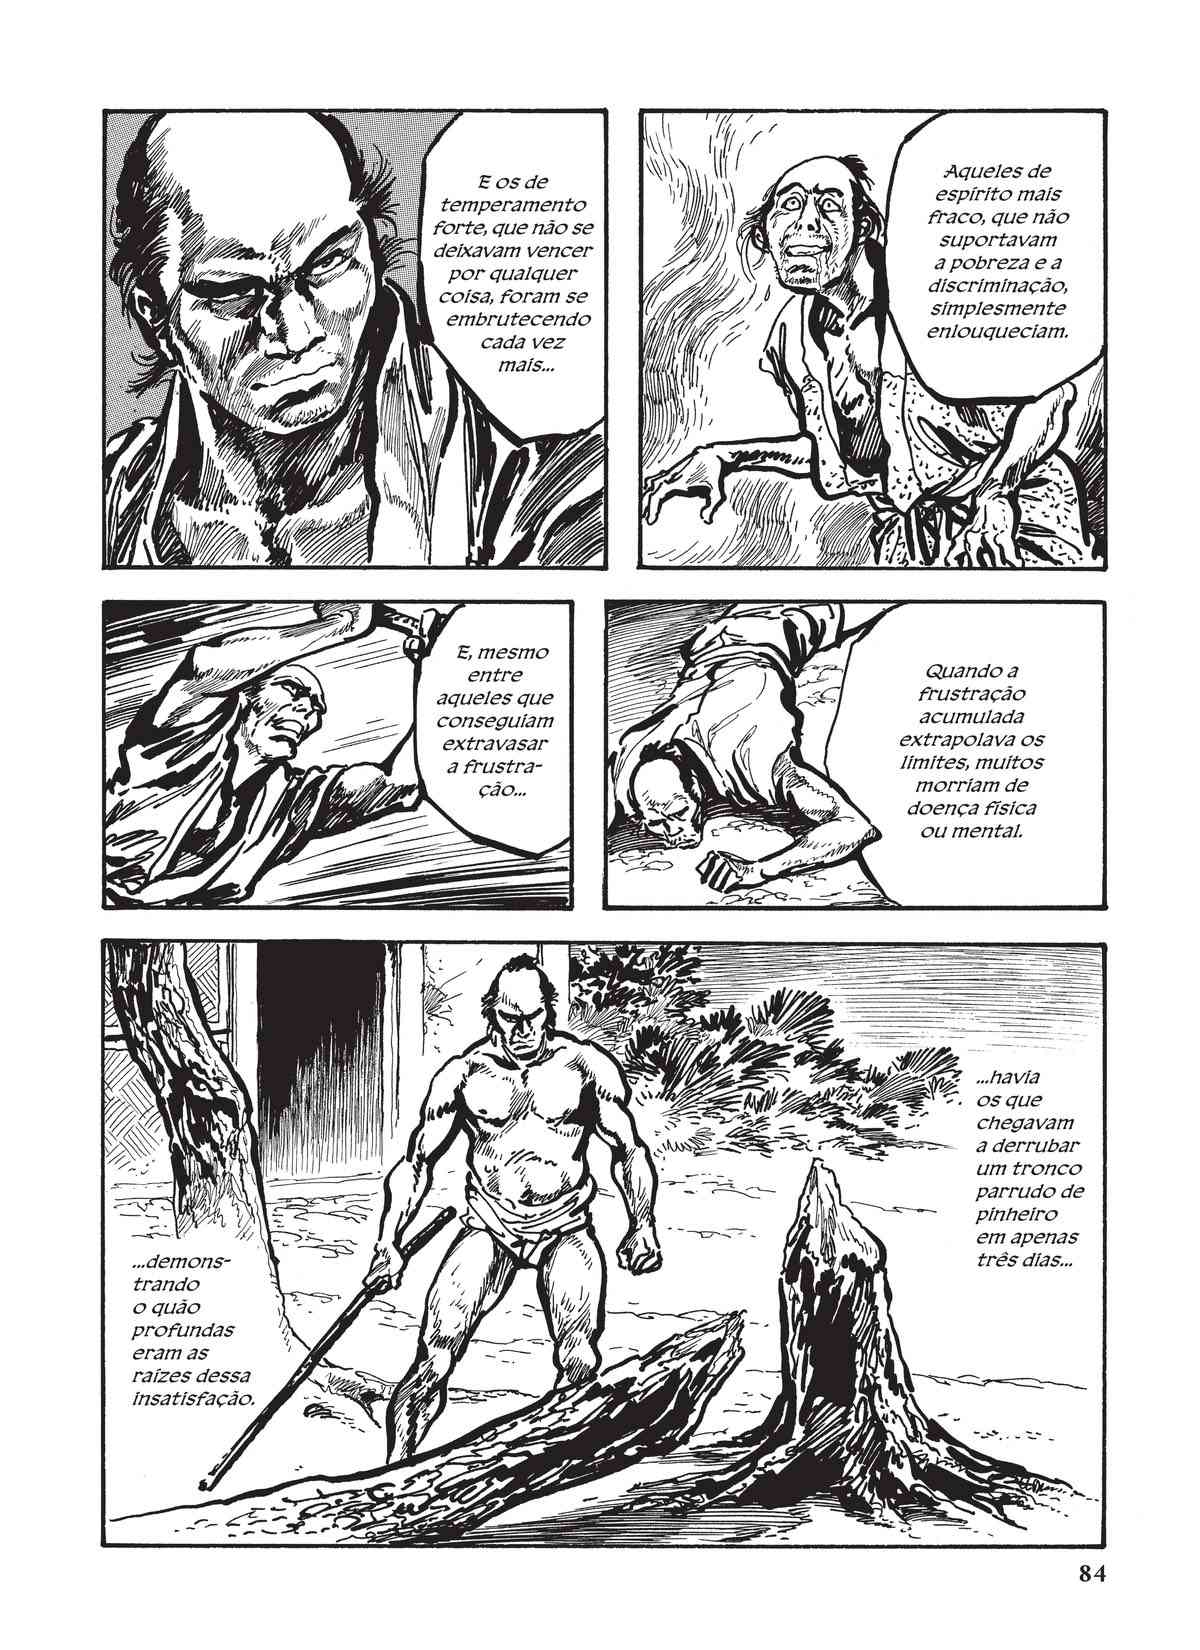 Aqueles de
espírito mais
fraco, que não
suportavam
a pobreza e a
discriminação,
simplesmente
enlouqueciam.
E os de
temperamento
forte, que não se
deixavam vencer
por qualquer
coisa, foram se
embrutecendo
cada vez
mais...
Quando a
frustração
acumulada
extrapolava os
limites, muitos
morriam de
doença física
ou mental.
E, mesmo
entre
aqueles que
conseguiam
extravasar
a frustra-
ção...
...havia
os que
chegavam
a derrubar
um tronco
parrudo de
pinheiro
em apenas
três dias...
...demons-
trando
o quão
profundas
eram as
raízes dessa
insatisfação.
84